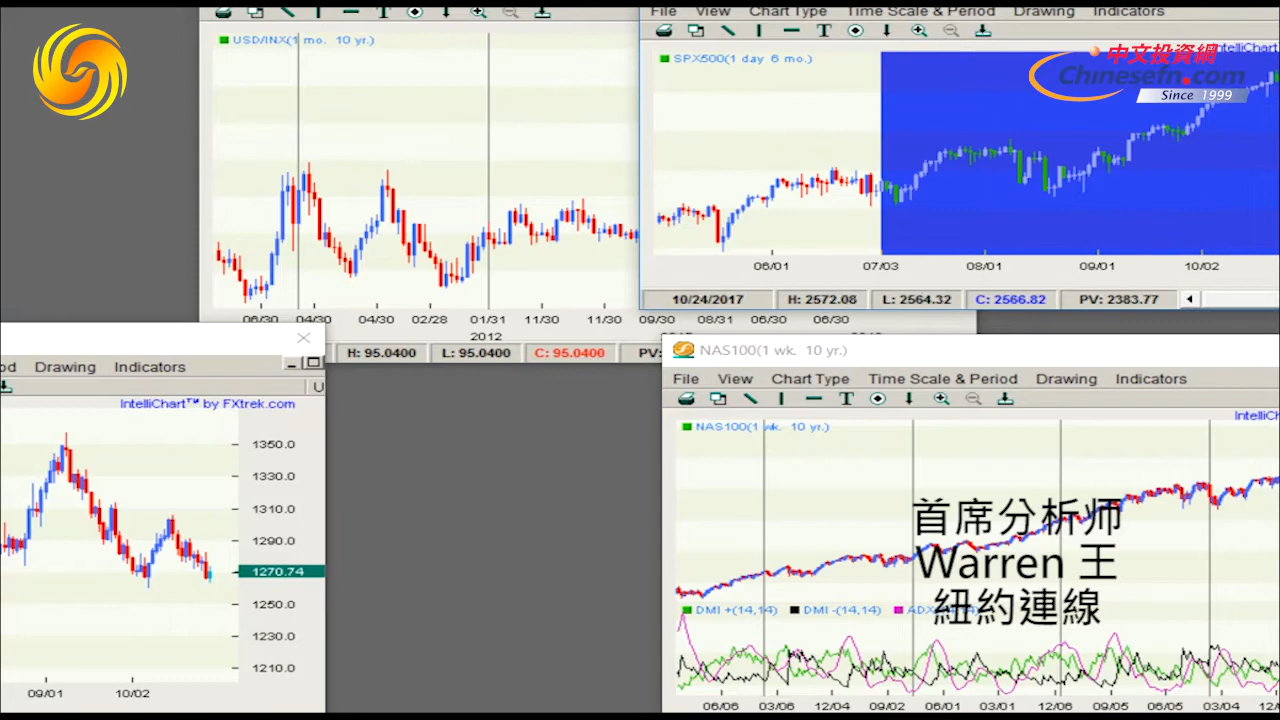 USD/INX(1 mo. 10 yr.)
06/30 04/30 04/30 02/28 01/31 11/30 11/30 09/30 08/31 06/30 06/30
2012
H: 95.0400 L: 95.0400 C: 95.0400 PV:
File View Chart Type Time Scale & Period Drawing Indicators
IntelliChart
SPX500(1 day 6 mo.)
中文投資網
Chinesefn.com
Since 1999
06/01 07/03 08/01 09/01 10/02
10/24/2017 H: 2572.08 L: 2564.32 C: 2566.82 PV: 2383.77
Drawing Indicators
U
IntelliChart™ by FXtrek.com
1350.0
1330.0
1310.0
1290.0
1270.74
1250.0
1230.0
1210.0
09/01 10/02
NAS100(1 wk. 10 yr.)
File View Chart Type Time Scale & Period Drawing Indicators
NAS100(1 wk. 10 yr.)
首席分析师
Warren 王
紐約連線
DMI +(14,14) DMI -(14,14)
06/06 03/06 12/04 09/02 06/01 03/01 12/06 09/05 06/05 03/04